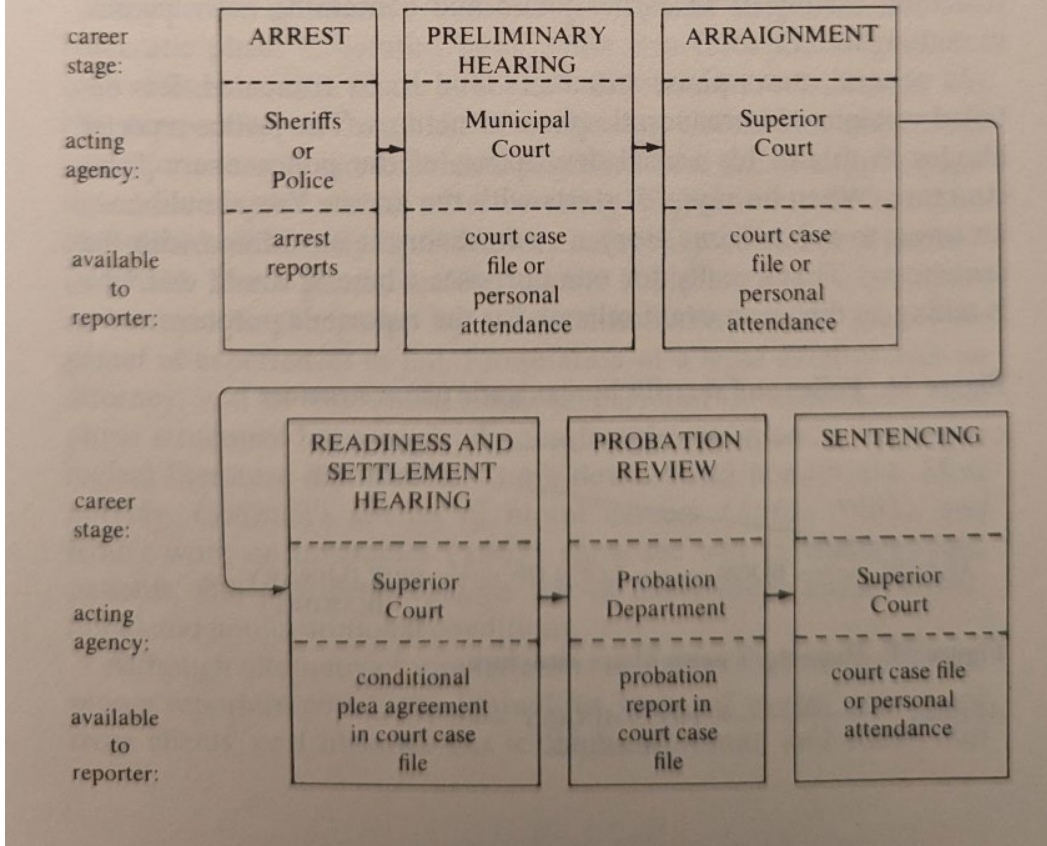 career
stage:
ARREST
PRELIMINARY
HEARING
ARRAIGNMENT
acting
agency:
Sheriffs
or
Police
Municipal
Court
Superior
Court
available
to
reporter:
arrest
reports
court case
file or
personal
attendance
court case
file or
personal
attendance
career
stage:
READINESS AND
SETTLEMENT
HEARING
PROBATION
REVIEW
SENTENCING
acting
agency:
Superior
Court
Probation
Department
Superior
Court
available
to
reporter:
conditional
plea agreement
in court case
file
probation
report in
court case
file
court case file
or personal
attendance